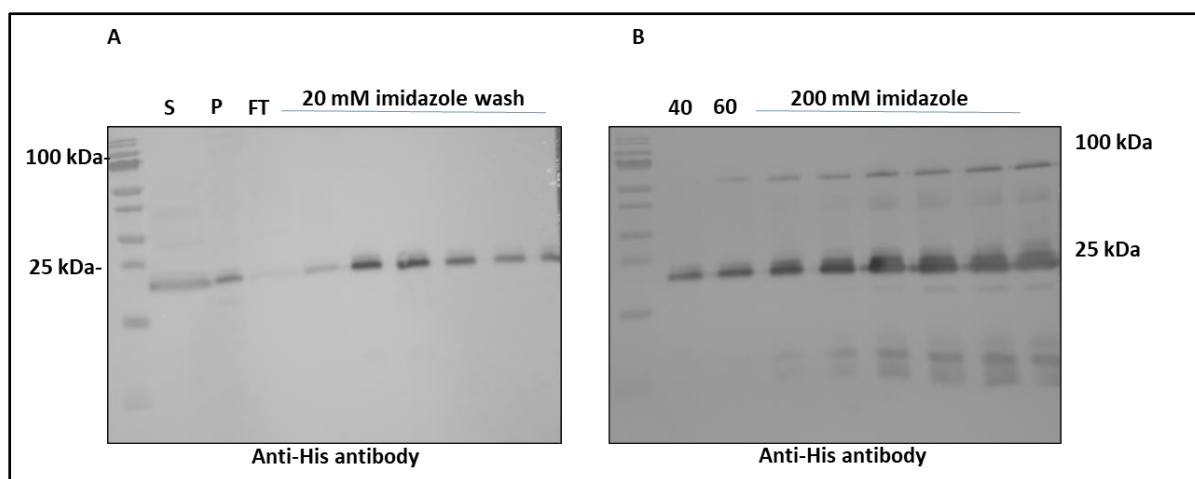 A
B
S P FT 20 mM imidazole wash
40 60 200 mM imidazole
100 kDa-
100 kDa
25 kDa-
25 kDa
Anti-His antibody
Anti-His antibody